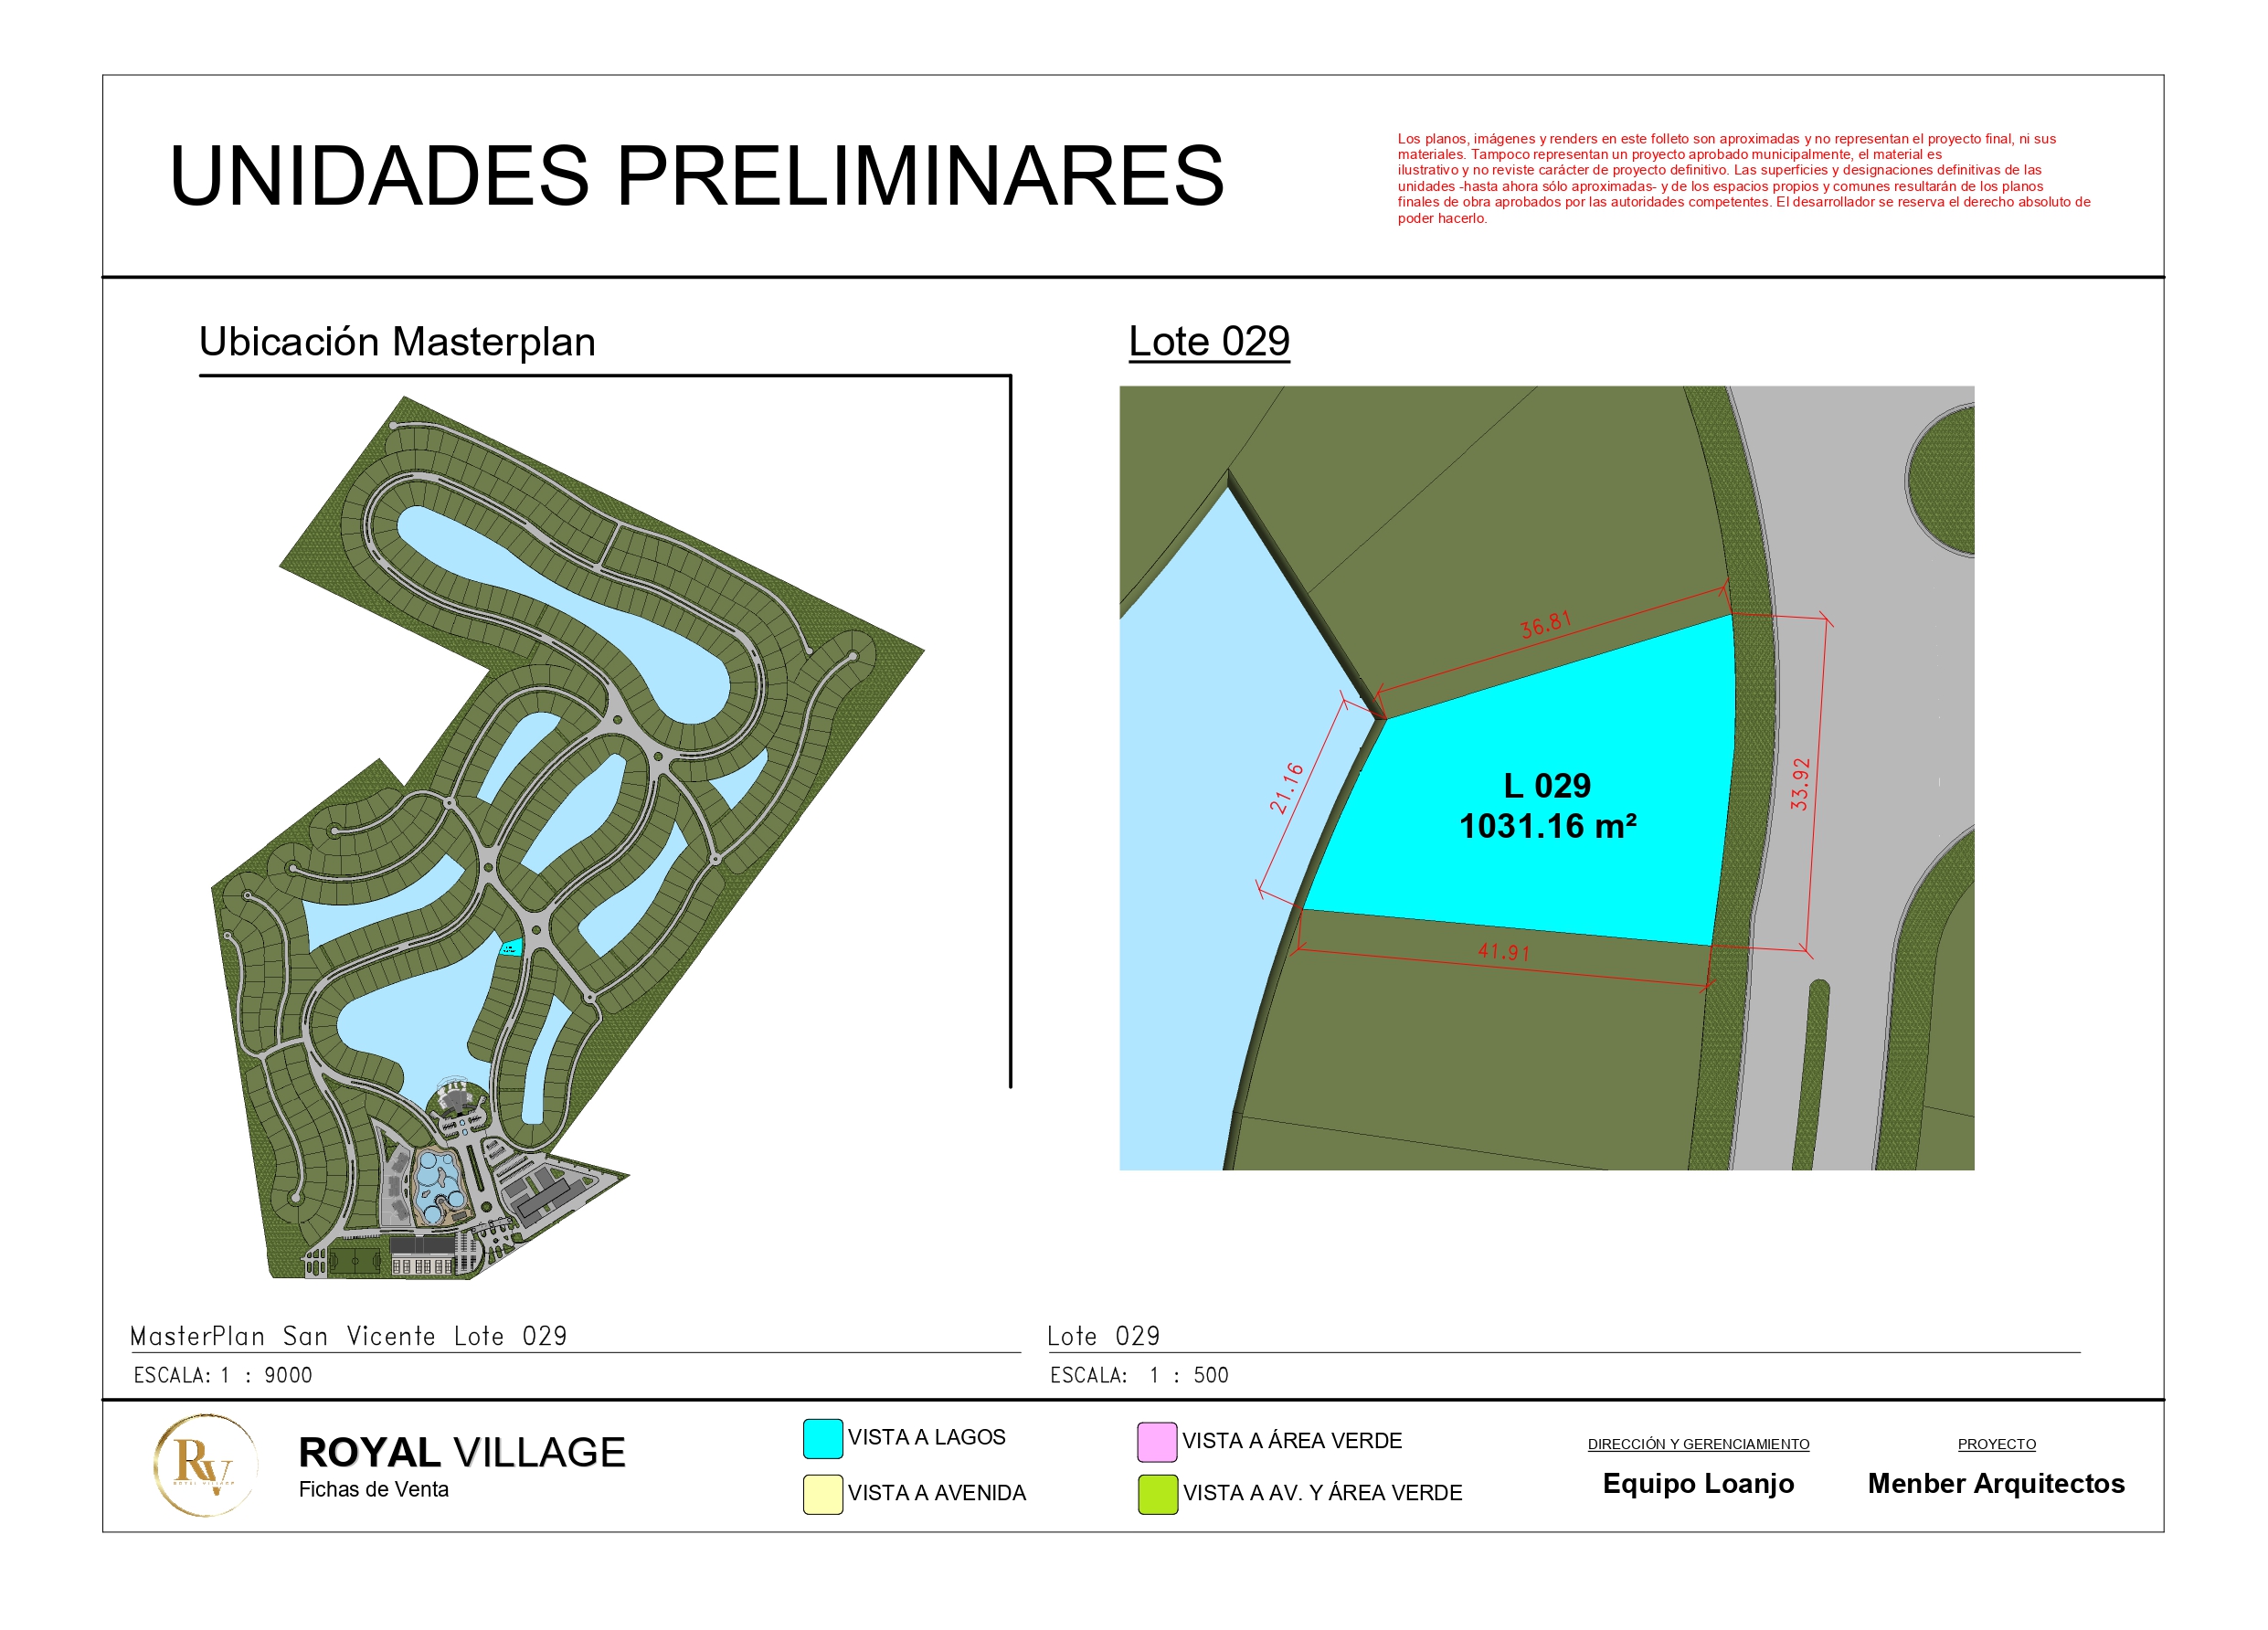 UNIDADES PRELIMINARES
Los planos, imágenes y renders en este folleto son aproximadas y no representan el proyecto final, ni sus
materiales. Tampoco representan un proyecto aprobado municipalmente, el material es
ilustrativo y no reviste carácter de proyecto definitivo. Las superficies y designaciones definitivas de las
unidades -hasta ahora sólo aproximadas- y de los espacios propios y comunes resultarán de los planos
finales de obra aprobados por las autoridades competentes. El desarrollador se reserva el derecho absoluto de
poder hacerlo.
Ubicación Masterplan
Lote 029
36.81
21.16
L 029
1031.16 m²
33.92
41.91
MasterPlan San Vicente Lote 029
ESCALA: 1 : 9000
Lote 029
ESCALA: 1 : 500
RV
ROYAL VILLAGE
ROYAL VILLAGE
Fichas de Venta
VISTA A LAGOS
VISTA A AVENIDA
VISTA A ÁREA VERDE
VISTA A AV. Y ÁREA VERDE
DIRECCIÓN Y GERENCIAMIENTO
Equipo Loanjo
PROYECTO
Menber Arquitectos